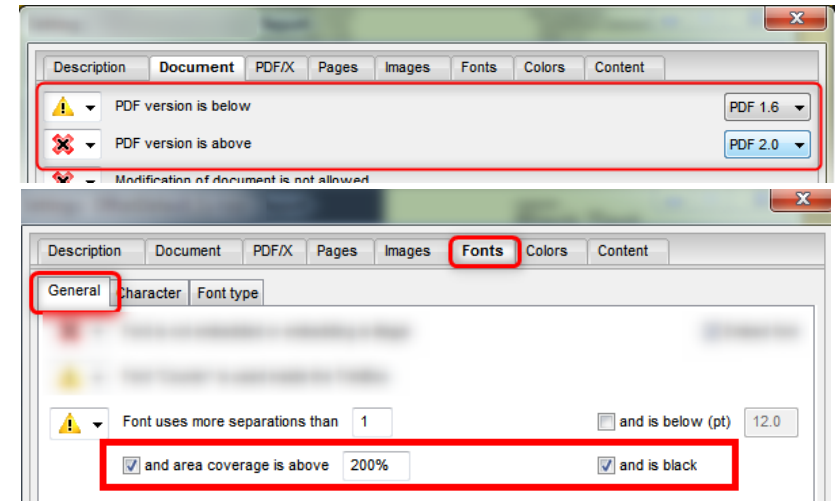 Description Document PDF/X Pages Images Fonts Colors Content
PDF version is below PDF 1.6
PDF version is above PDF 2.0
Modification of document is not allowed
Description Document PDF/X Pages Images Fonts Colors Content
General Character Font type
Font uses more separations than 1 and is below (pt) 12.0
and area coverage is above 200% and is black